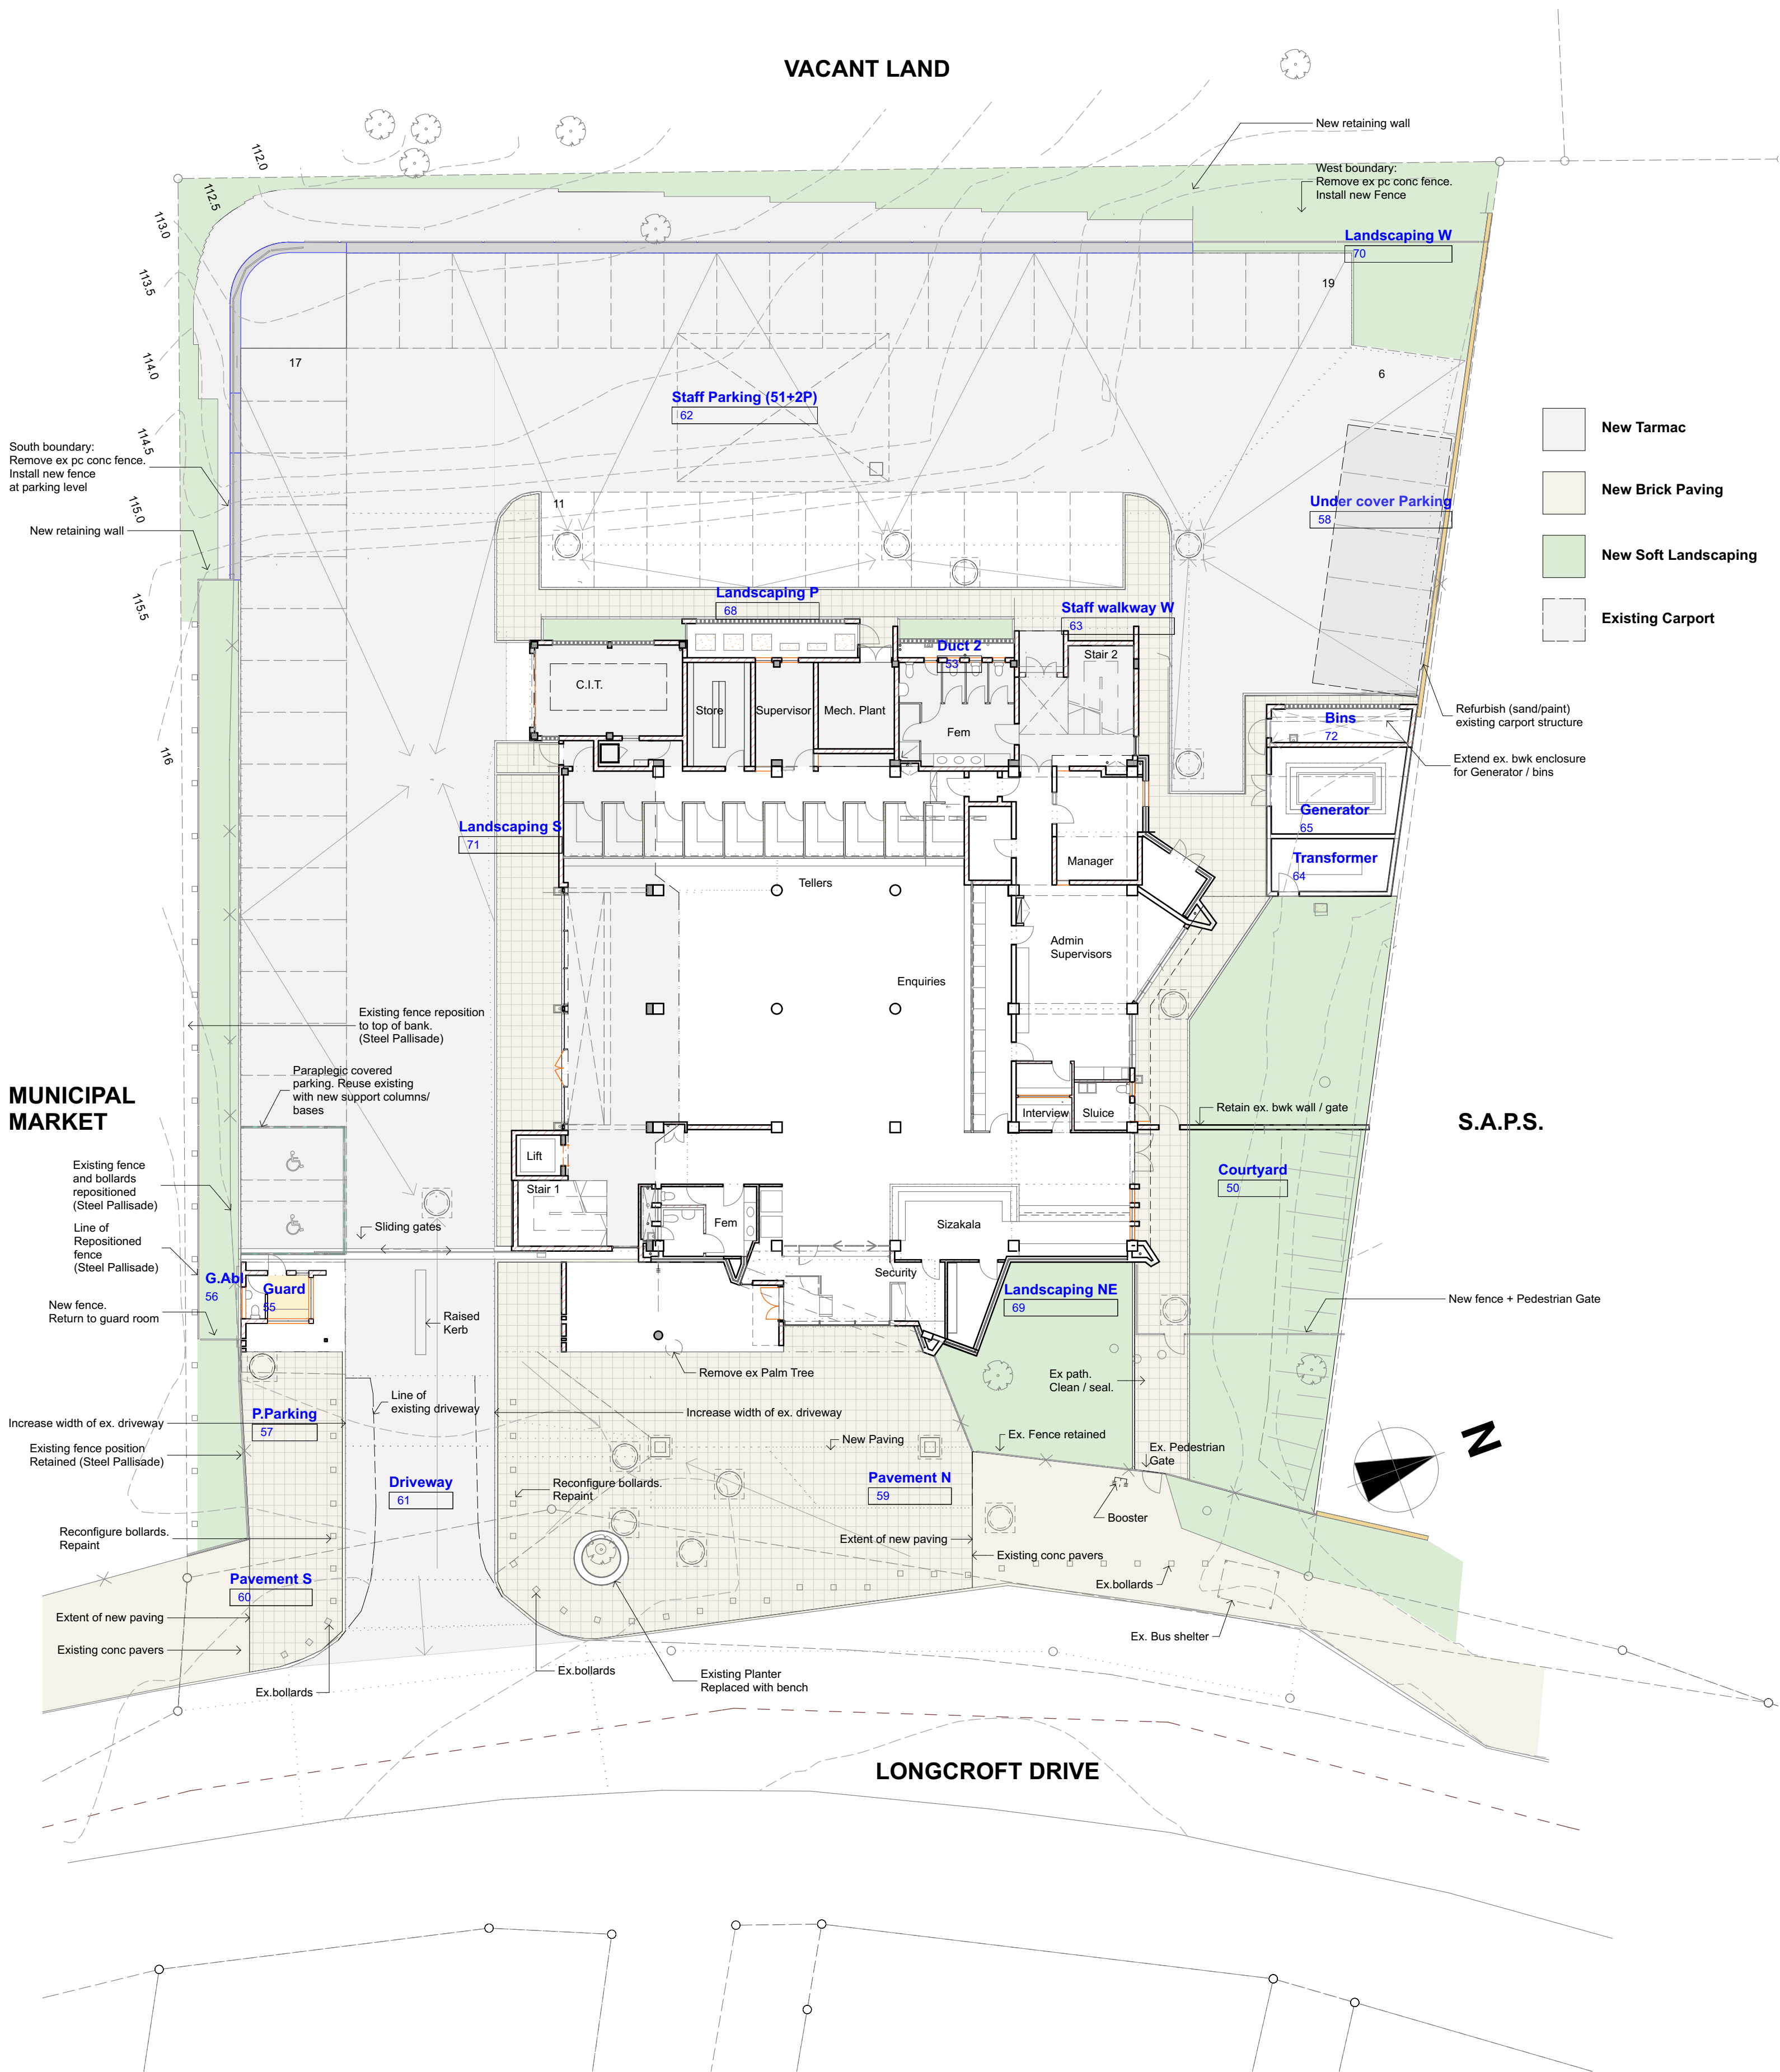 VACANT LAND
New retaining wall
West boundary:
Remove ex pc conc fence.
Install new Fence
112.0
112.5
113.0
113.5
114.0
114.5
115.0
115.5
116
Landscaping W
70
19
17
6
Staff Parking (51+2P)
62
11
New Tarmac
New Brick Paving
New Soft Landscaping
Existing Carport
South boundary:
Remove ex pc conc fence.
Install new fence
at parking level
New retaining wall
Under cover Parking
58
Landscaping P
68
Staff walkway W
63
Duct 2
53
Stair 2
C.I.T.
Store
Supervisor
Mech. Plant
Fem
Bins
72
Refurbish (sand/paint)
existing carport structure
Extend ex. bwk enclosure
for Generator / bins
Generator
65
Transformer
64
Landscaping S
71
Manager
Tellers
Admin
Supervisors
Enquiries
Existing fence reposition
to top of bank.
(Steel Pallisade)
Paraplegic covered
parking. Reuse existing
with new support columns/
bases
MUNICIPAL
MARKET
Interview
Sluice
Retain ex. bwk wall / gate
S.A.P.S.
Lift
Stair 1
Existing fence
and bollards
repositioned
(Steel Pallisade)
Courtyard
50
Line of
Repositioned
fence
(Steel Pallisade)
Sliding gates
Fem
Sizakala
Security
G.Abl
56
Guard
55
Landscaping NE
69
New fence.
Return to guard room
Raised
Kerb
New fence + Pedestrian Gate
Remove ex Palm Tree
Ex path.
Clean / seal.
Line of
existing driveway
Increase width of ex. driveway
P.Parking
57
Increase width of ex. driveway
Existing fence position
Retained (Steel Pallisade)
New Paving
Ex. Fence retained
Ex. Pedestrian
Gate
N
Driveway
61
Reconfigure bollards.
Repaint
Pavement N
59
Booster
Reconfigure bollards.
Repaint
Extent of new paving
Existing conc pavers
Pavement S
60
Ex.bollards
Extent of new paving
Existing conc pavers
Ex. Bus shelter
Ex.bollards
Ex.bollards
Existing Planter
Replaced with bench
LONGCROFT DRIVE